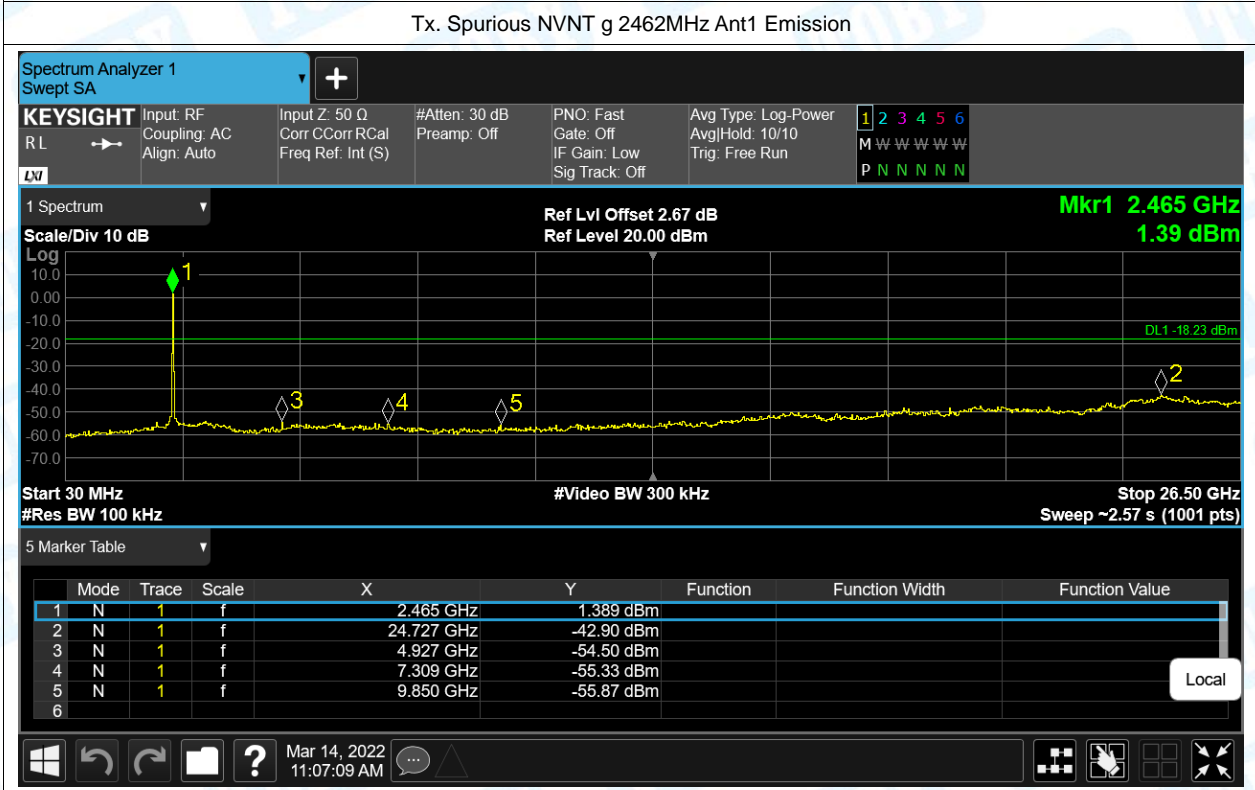 Tx. Spurious NVNT g 2462MHz Ant1 Emission
Spectrum Analyzer 1
Swept SA
+
KEYSIGHT
R L
LXI
Input: RF
Coupling: AC
Align: Auto
Input Z: 50 Ω
Corr CCorr RCal
Freq Ref: Int (S)
#Atten: 30 dB
Preamp: Off
PNO: Fast
Gate: Off
IF Gain: Low
Sig Track: Off
Avg Type: Log-Power
Avg|Hold: 10/10
Trig: Free Run
1 2 3 4 5 6
M W W W W W
P N N N N N
1 Spectrum
Scale/Div 10 dB
Ref Lvl Offset 2.67 dB
Ref Level 20.00 dBm
Mkr1 2.465 GHz
1.39 dBm
Log
10.0
0.00
-10.0
-20.0
-30.0
-40.0
-50.0
-60.0
-70.0
1
DL1 -18.23 dBm
2
3
4
5
Start 30 MHz
#Video BW 300 kHz
Stop 26.50 GHz
#Res BW 100 kHz
Sweep ~2.57 s (1001 pts)
5 Marker Table
Mode Trace Scale X Y Function Function Width Function Value
1 N 1 f 2.465 GHz 1.389 dBm
2 N 1 f 24.727 GHz -42.90 dBm
3 N 1 f 4.927 GHz -54.50 dBm
4 N 1 f 7.309 GHz -55.33 dBm
5 N 1 f 9.850 GHz -55.87 dBm
6
Local
?
Mar 14, 2022
11:07:09 AM